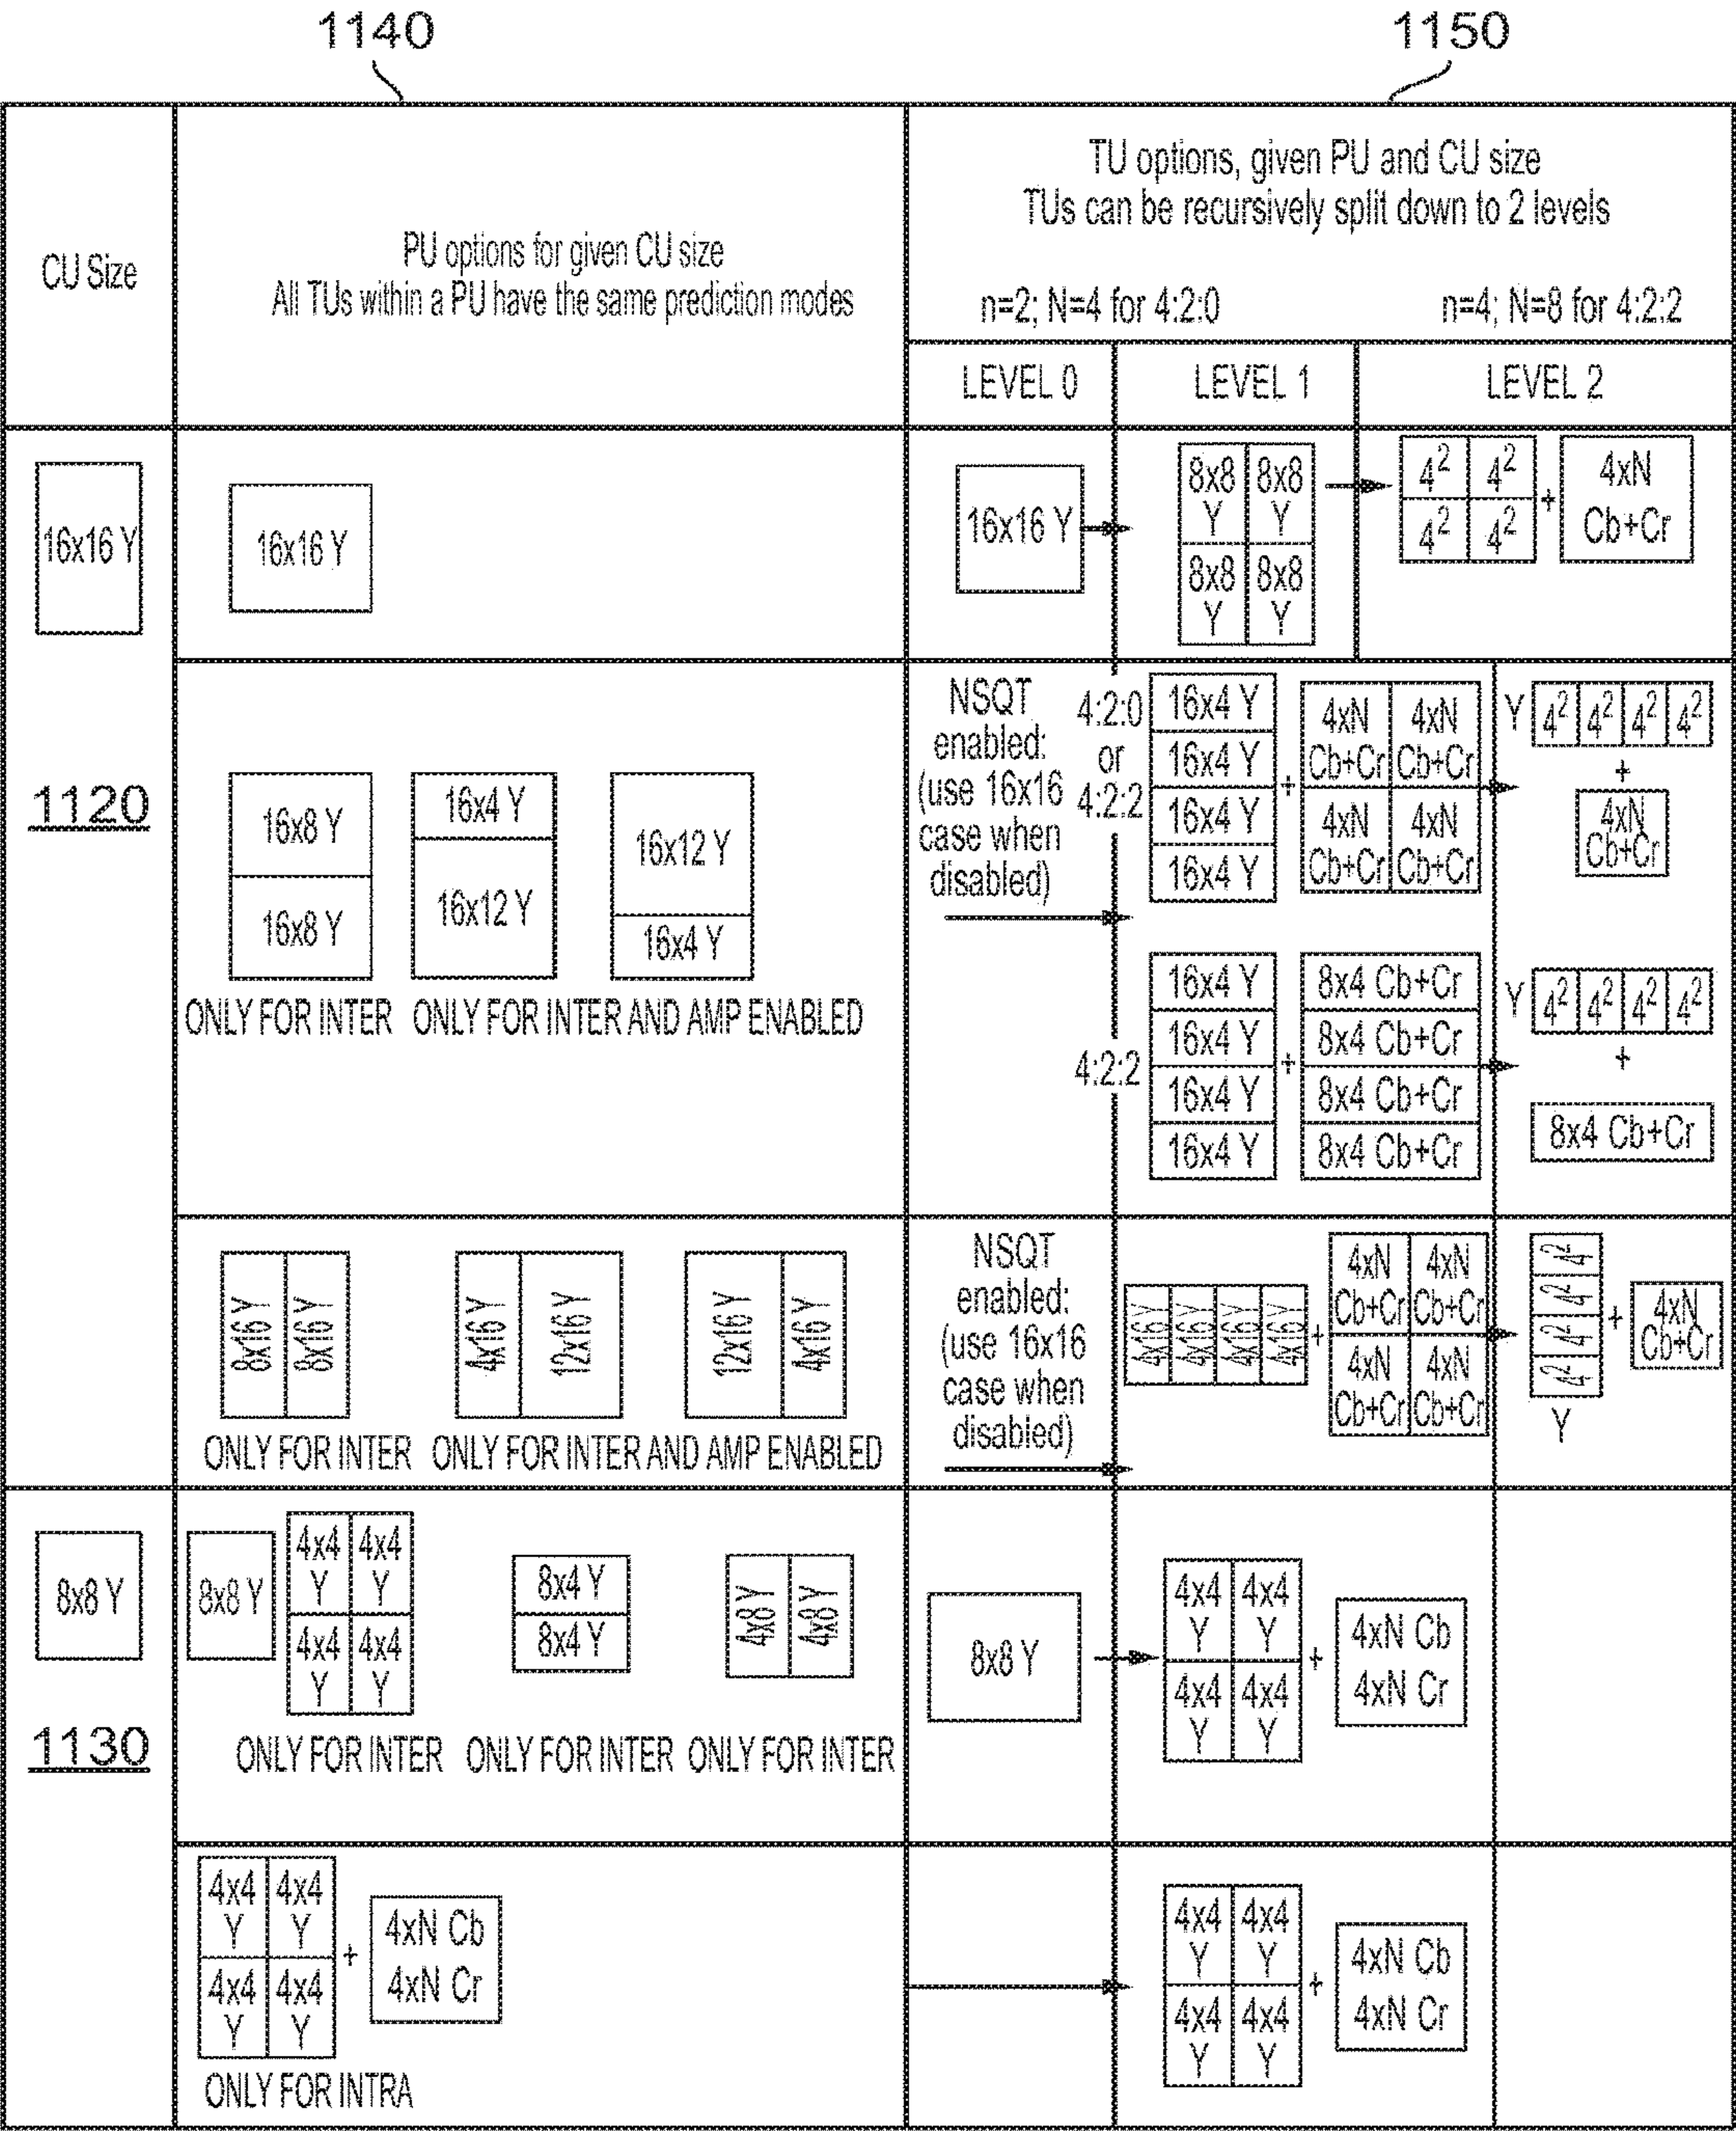 1140
1150
CU Size
PU options for given CU size
All TUs within a PU have the same prediction modes
TU options, given PU and CU size
TUs can be recursively split down to 2 levels
n=2; N=4 for 4:2:0
n=4; N=8 for 4:2:2
LEVEL 0
LEVEL 1
LEVEL 2
16x16 Y
1120
16x16 Y
16x16 Y
8x8 8x8
Y Y
8x8 8x8
Y Y
4² 4²
4² 4²
+
4xN
Cb+Cr
16x8 Y
16x8 Y
ONLY FOR INTER
16x4 Y
16x12 Y
16x12 Y
16x4 Y
ONLY FOR INTER AND AMP ENABLED
NSQT
enabled:
(use 16x16
case when
disabled)
4:2:0
or
4:2:2
16x4 Y
16x4 Y
16x4 Y
16x4 Y
+
4xN 4xN
Cb+Cr Cb+Cr
4xN 4xN
Cb+Cr Cb+Cr
Y 4² 4² 4² 4²
+
4xN
Cb+Cr
4:2:2
16x4 Y
16x4 Y
16x4 Y
16x4 Y
+
8x4 Cb+Cr
8x4 Cb+Cr
8x4 Cb+Cr
8x4 Cb+Cr
Y 4² 4² 4² 4²
+
8x4 Cb+Cr
8x16 Y
8x16 Y
ONLY FOR INTER
4x16 Y
12x16 Y
12x16 Y
4x16 Y
ONLY FOR INTER AND AMP ENABLED
NSQT
enabled:
(use 16x16
case when
disabled)
4x16 Y
4x16 Y
4x16 Y
4x16 Y
+
4xN 4xN
Cb+Cr Cb+Cr
4xN 4xN
Cb+Cr Cb+Cr
4²
4²
4²
4²
Y
+
4xN
Cb+Cr
8x8 Y
1130
8x8 Y
4x4 4x4
Y Y
4x4 4x4
Y Y
ONLY FOR INTER
8x4 Y
8x4 Y
ONLY FOR INTER
4x8 Y
4x8 Y
ONLY FOR INTER
8x8 Y
4x4 4x4
Y Y
4x4 4x4
Y Y
+
4xN Cb
4xN Cr
4x4 4x4
Y Y
4x4 4x4
Y Y
+
4xN Cb
4xN Cr
ONLY FOR INTRA
4x4 4x4
Y Y
4x4 4x4
Y Y
+
4xN Cb
4xN Cr